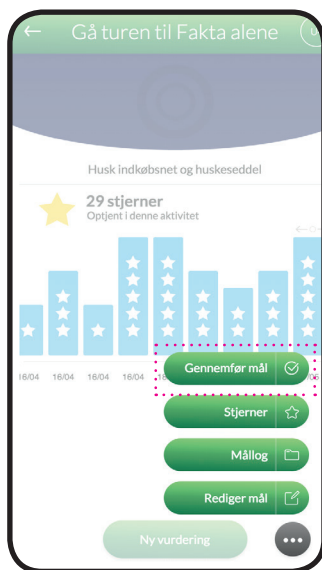 Gå turen til Fakta alene
Husk indkøbsnet og huskeseddel
29 stjerner
Optjent i denne aktivitet
16/04 16/04 16/04 16/04
Gennemfør mål
Stjerner
Mållog
Rediger mål
Ny vurdering